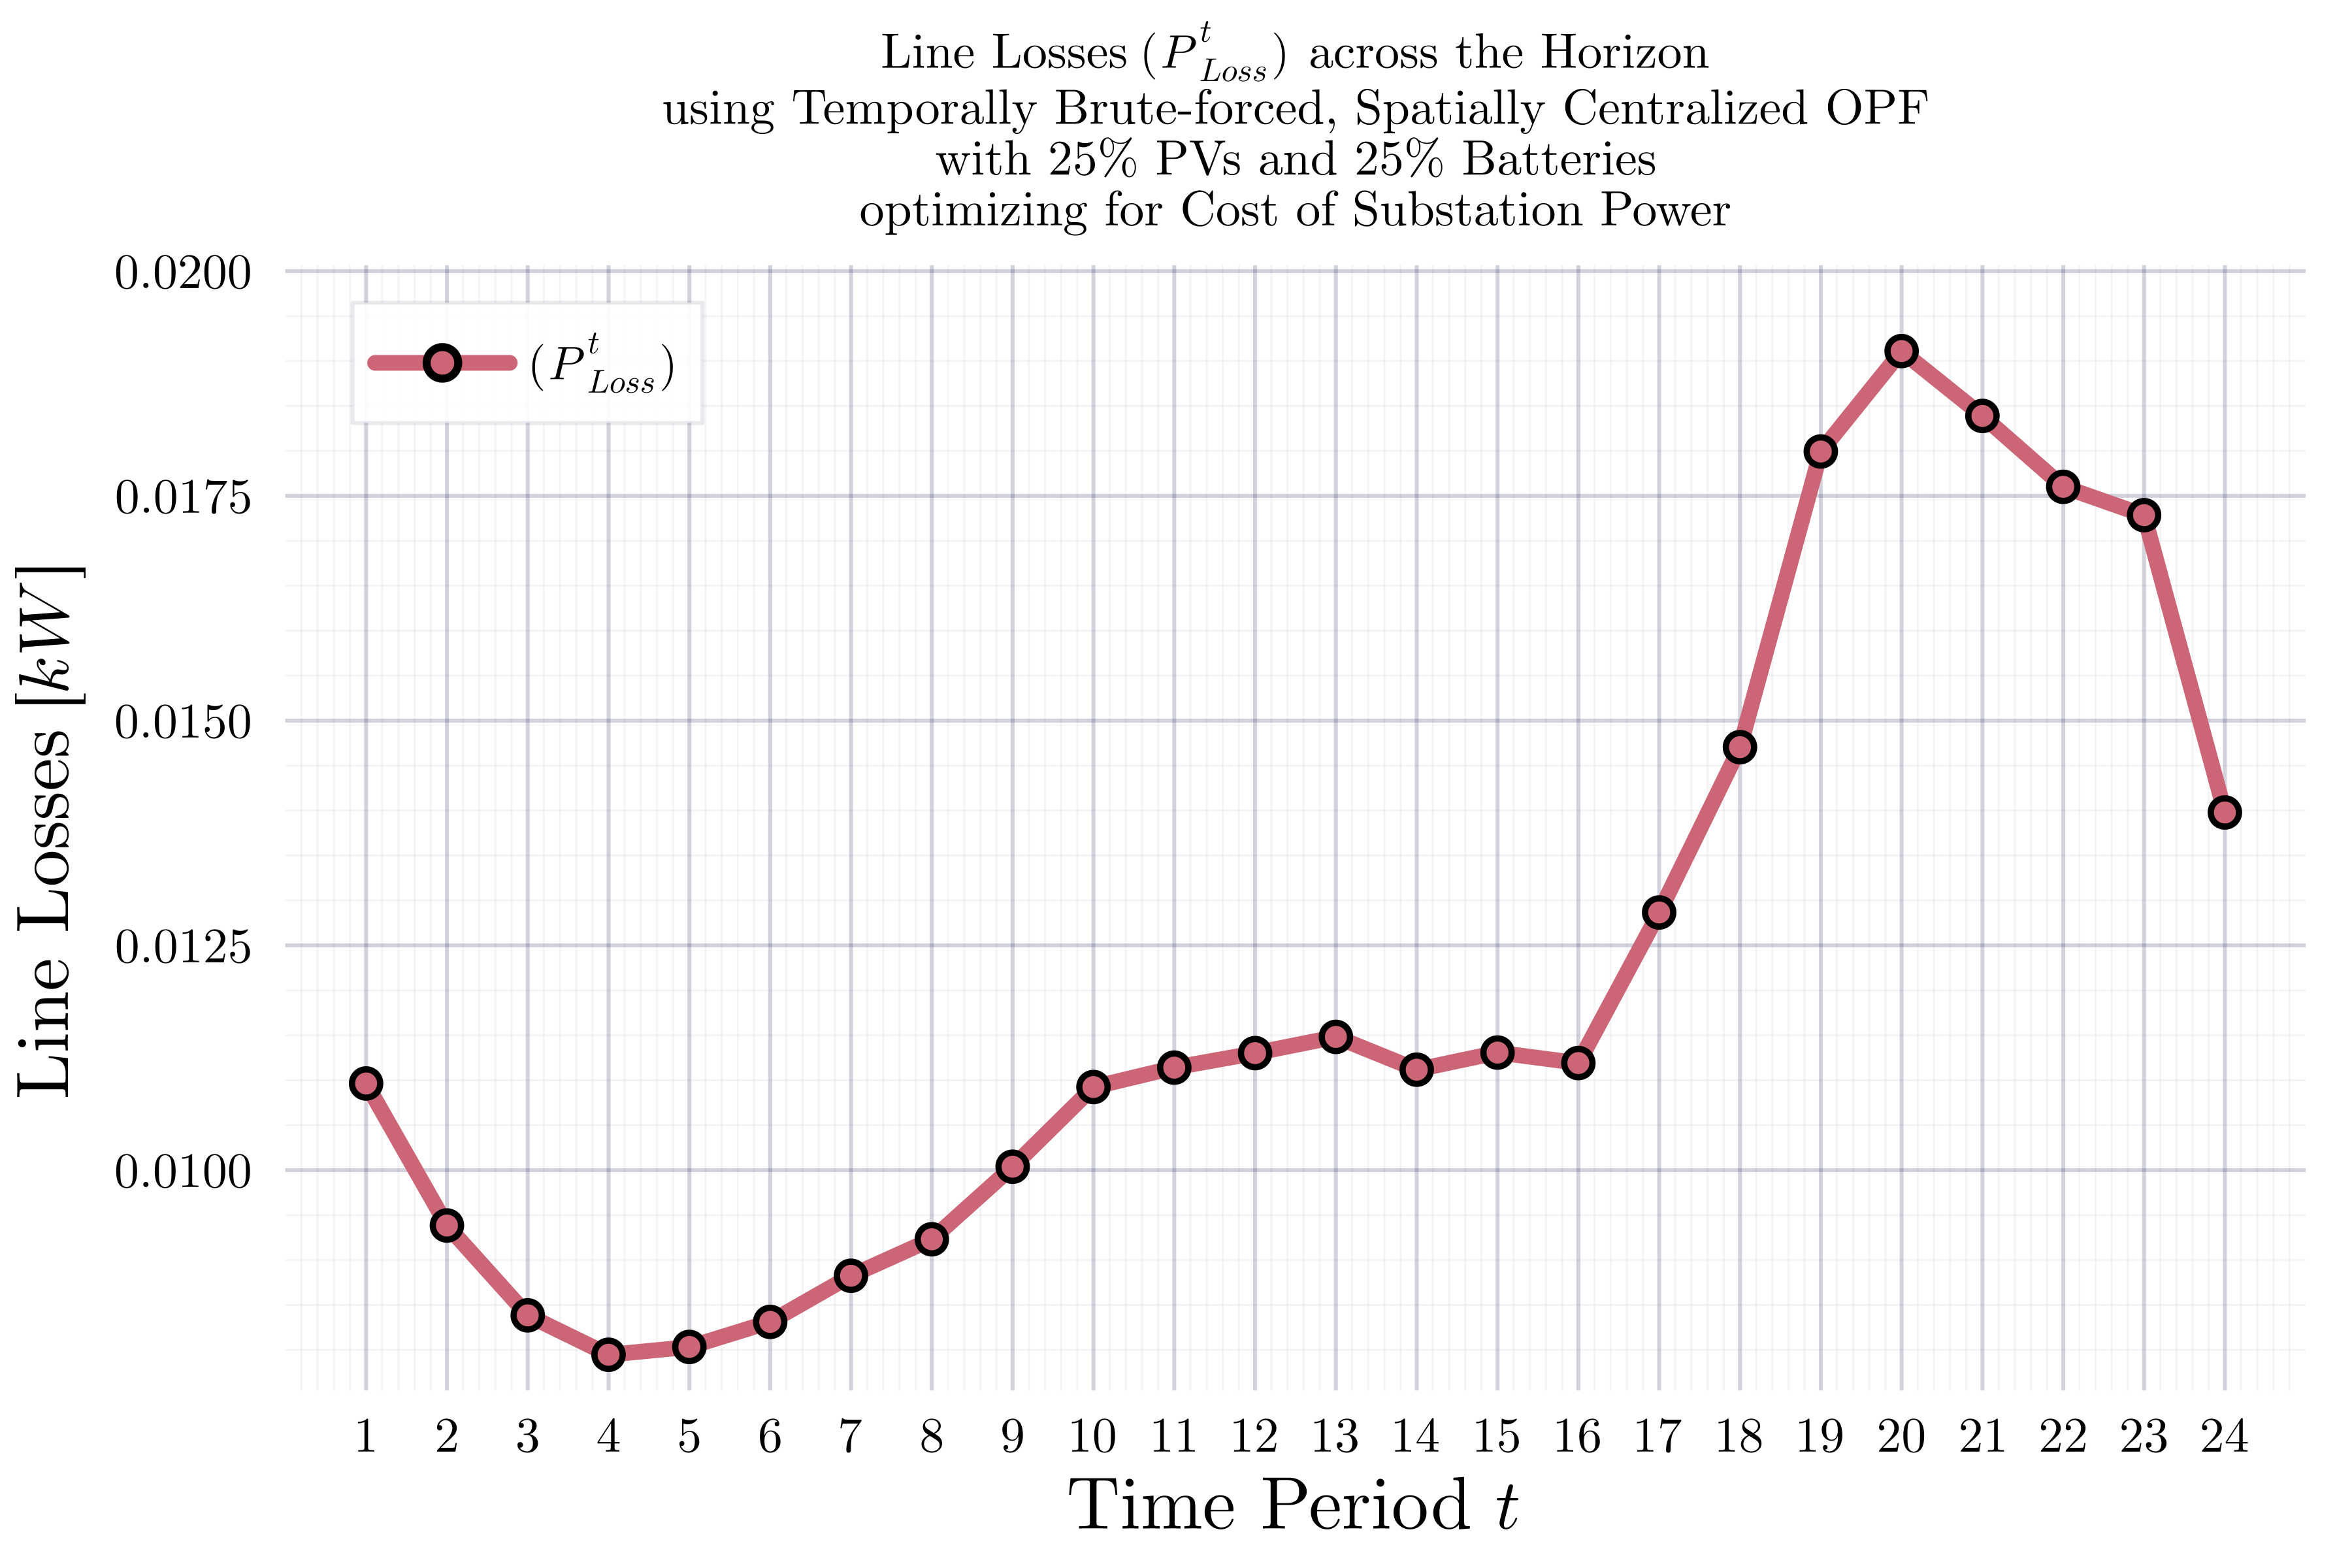 Line Losses (P^t_Loss) across the Horizon
using Temporally Brute-forced, Spatially Centralized OPF
with 25% PVs and 25% Batteries
optimizing for Cost of Substation Power
(P^t_Loss)
Line Losses [kW]
0.0200
0.0175
0.0150
0.0125
0.0100
1 2 3 4 5 6 7 8 9 10 11 12 13 14 15 16 17 18 19 20 21 22 23 24
Time Period t